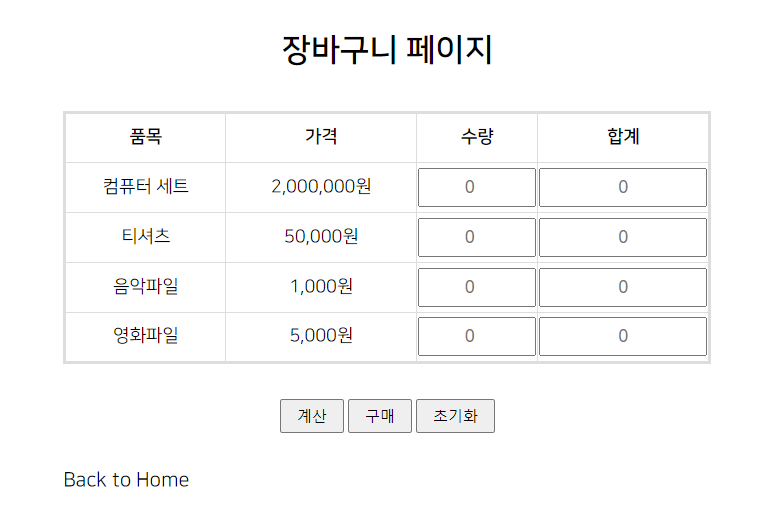 장바구니 페이지
품목 가격 수량 합계
컴퓨터 세트 2,000,000원 0 0
티셔츠 50,000원 0 0
음악파일 1,000원 0 0
영화파일 5,000원 0 0
계산 구매 초기화
Back to Home